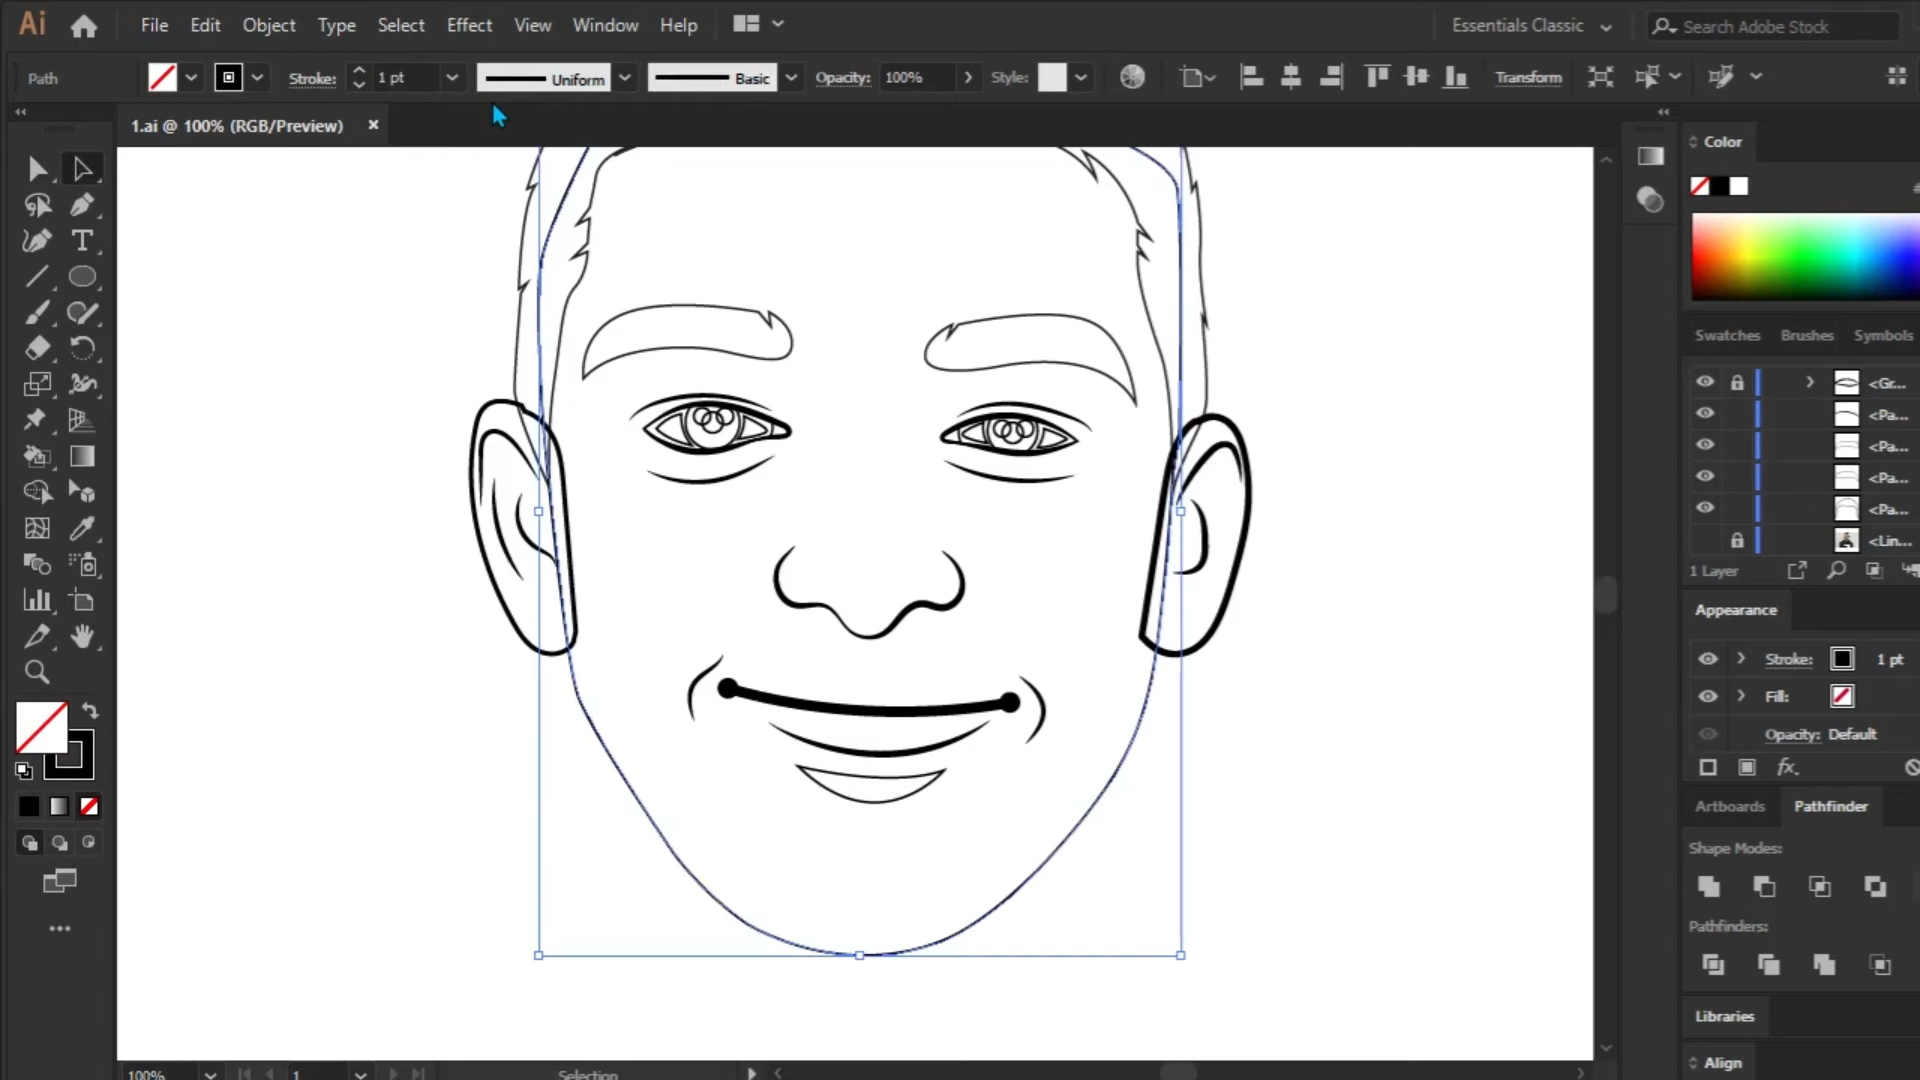 Ai File Edit Object Type Select Effect View Window Help Essentials Classic Search Adobe Stock
Path Stroke: 1 pt Uniform Basic Opacity: 100% Style: Transform
1.ai @ 100% (RGB/Preview) ×
Color
Swatches Brushes Symbols
<Gr...
<Pa...
<Pa...
<Pa...
<Pa...
<Lin...
1 Layer
Appearance
Stroke: 1 pt
Fill:
Opacity: Default
fx.
Artboards Pathfinder
Shape Modes:
Pathfinders:
Libraries
Align
100% 1 Selection